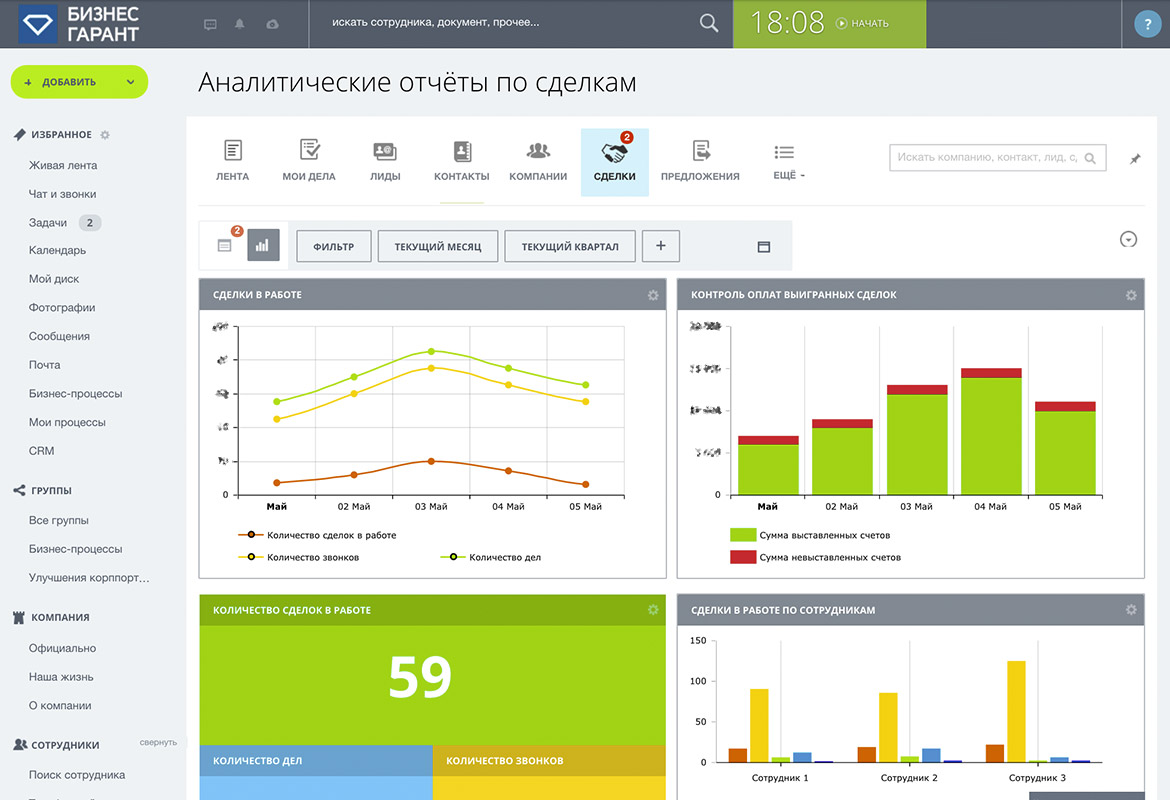 БИЗНЕС
ГАРАНТ
искать сотрудника, документ, прочее...
18:08
НАЧАТЬ
?
+ ДОБАВИТЬ
Аналитические отчёты по сделкам
ИЗБРАННОЕ
Живая лента
Чат и звонки
Задачи 2
Календарь
Мой диск
Фотографии
Сообщения
Почта
Бизнес-процессы
Мои процессы
CRM
ГРУППЫ
Все группы
Бизнес-процессы
Улучшения корппорт...
КОМПАНИЯ
Официально
Наша жизнь
О компании
СОТРУДНИКИ
свернуть
Поиск сотрудника
ЛЕНТА
МОИ ДЕЛА
ЛИДЫ
КОНТАКТЫ
КОМПАНИИ
2
СДЕЛКИ
ПРЕДЛОЖЕНИЯ
ЕЩЁ
Искать компанию, контакт, лид, с,
2
ФИЛЬТР
ТЕКУЩИЙ МЕСЯЦ
ТЕКУЩИЙ КВАРТАЛ
+
СДЕЛКИ В РАБОТЕ
0
Май 02 Май 03 Май 04 Май 05 Май
Количество сделок в работе
Количество звонков Количество дел
КОНТРОЛЬ ОПЛАТ ВЫИГРАННЫХ СДЕЛОК
0
Май 02 Май 03 Май 04 Май 05 Май
Сумма выставленных счетов
Сумма невыставленных счетов
КОЛИЧЕСТВО СДЕЛОК В РАБОТЕ
59
КОЛИЧЕСТВО ДЕЛ
КОЛИЧЕСТВО ЗВОНКОВ
СДЕЛКИ В РАБОТЕ ПО СОТРУДНИКАМ
150
100
50
0
Сотрудник 1 Сотрудник 2 Сотрудник 3